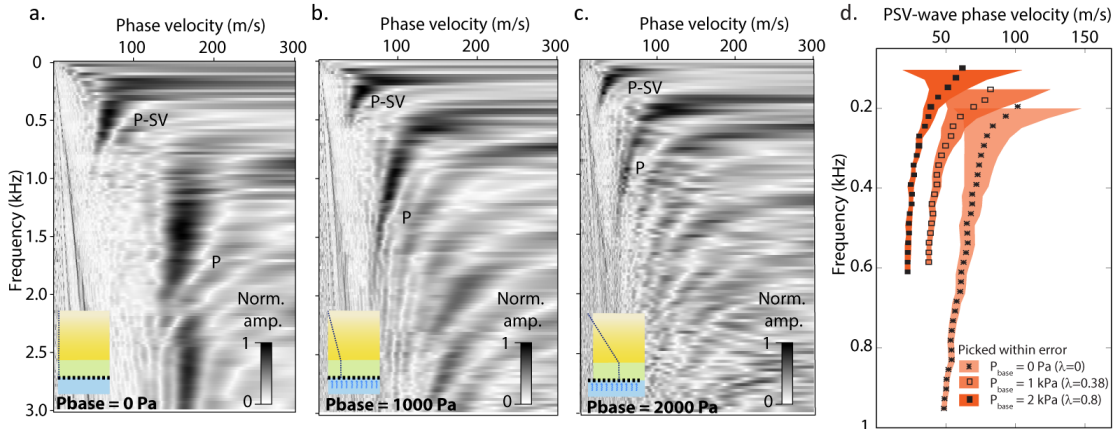 a.
Phase velocity (m/s)
100 200 300
0
0.5
1.0
1.5
2.0
2.5
3.0
Frequency (kHz)
P-SV
P
Norm.
amp.
1
0
Pbase = 0 Pa
b.
Phase velocity (m/s)
100 200 300
P-SV
P
Norm.
amp.
1
0
Pbase = 1000 Pa
c.
Phase velocity (m/s)
100 200 300
P-SV
P
Norm.
amp.
1
0
Pbase = 2000 Pa
d.
PSV-wave phase velocity (m/s)
50 100 150
0.2
0.4
0.6
0.8
1
Frequency (kHz)
Picked within error
Pbase = 0 Pa (λ=0)
Pbase = 1 kPa (λ=0.38)
Pbase = 2 kPa (λ=0.8)